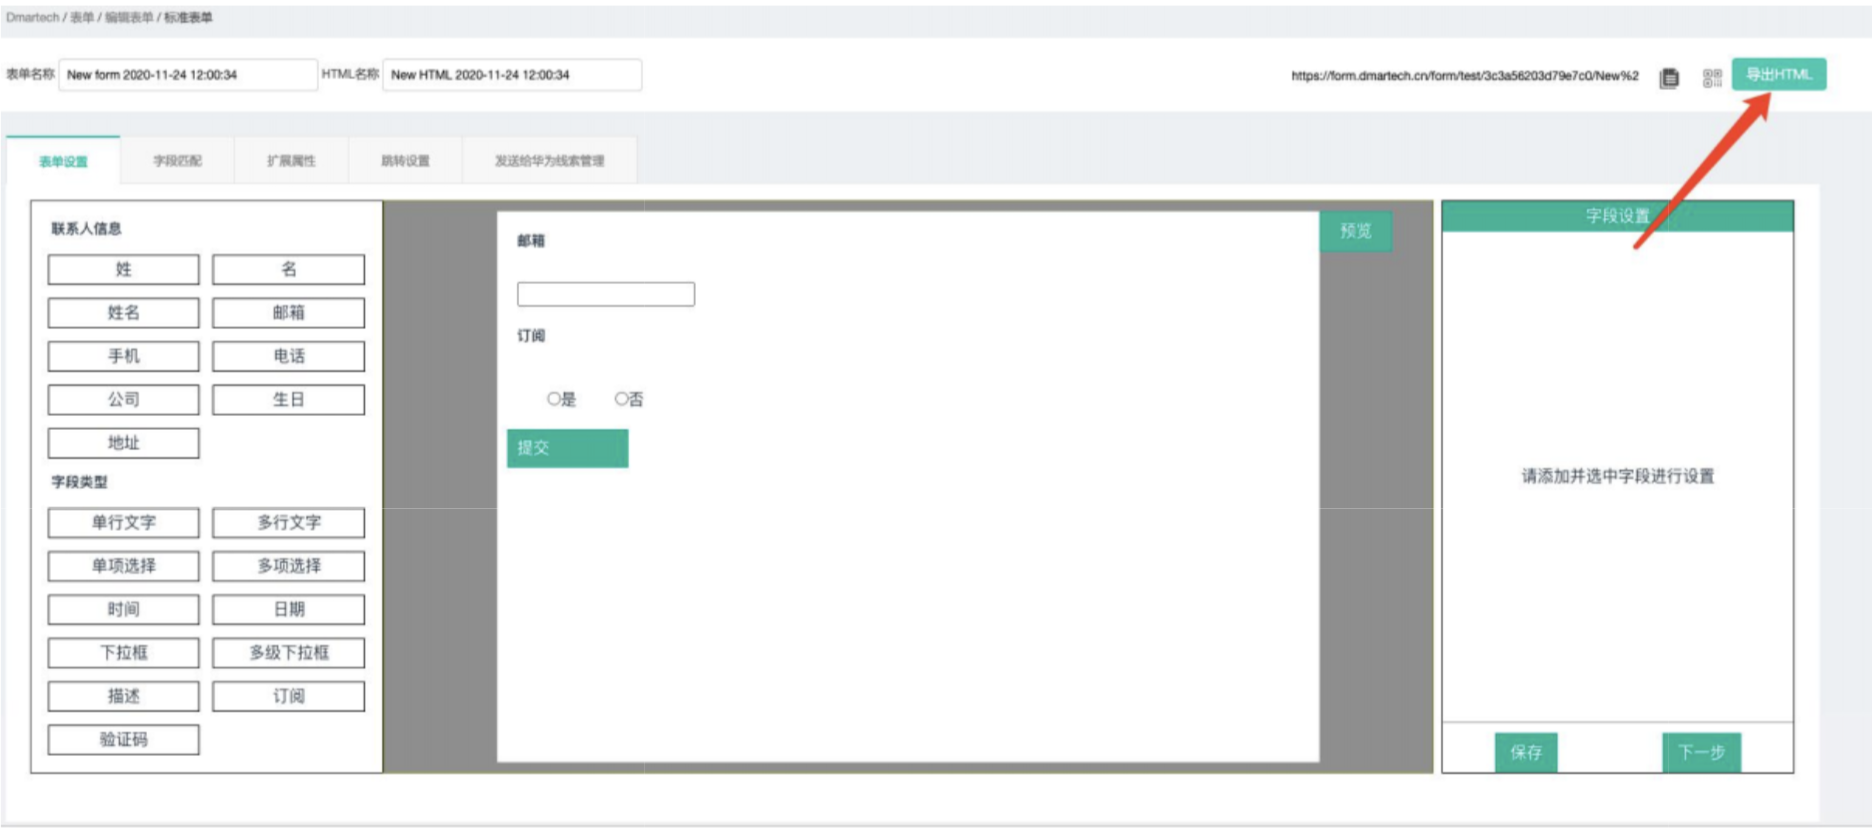 Dmartech / 表单 / 编辑表单 / 标准表单
表单名称 New form 2020-11-24 12:00:34 HTML名称 New HTML 2020-11-24 12:00:34 https://form.dmartech.cn/form/test/3c3a56203d79e7c0/New%2 导出HTML
表单设置 字段匹配 扩展属性 跳转设置 发送给华为线索管理
联系人信息
姓 名
姓名 邮箱
手机 电话
公司 生日
地址
字段类型
单行文字 多行文字
单项选择 多项选择
时间 日期
下拉框 多级下拉框
描述 订阅
验证码
邮箱
订阅
是 否
提交
预览
字段设置
请添加并选中字段进行设置
保存 下一步